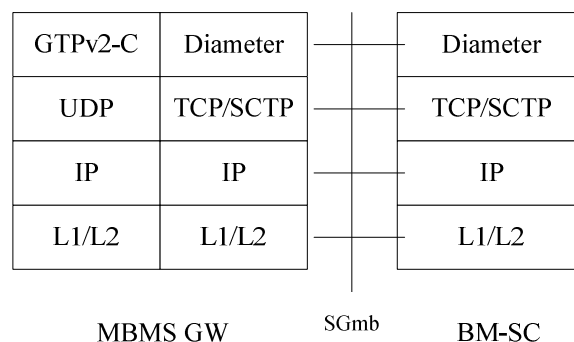 GTPv2-C Diameter Diameter
UDP TCP/SCTP TCP/SCTP
IP IP IP
L1/L2 L1/L2 L1/L2
MBMS GW SGmb BM-SC